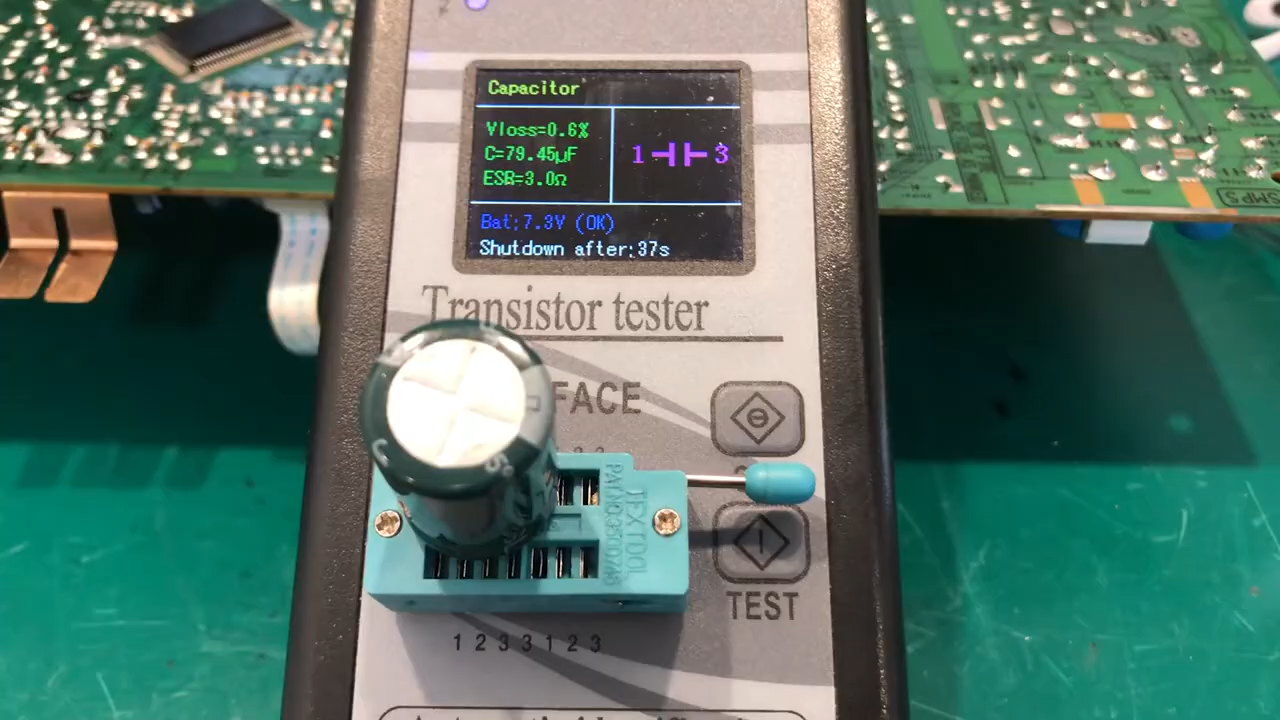 Capacitor
Vloss=0.6%
C=79.45µF
ESR=3.0Ω
1 3
Bat:7.3V (OK)
Shutdown after:37s
Transistor tester
FACE
TEST
1 2 3 3 1 2 3
SMPS